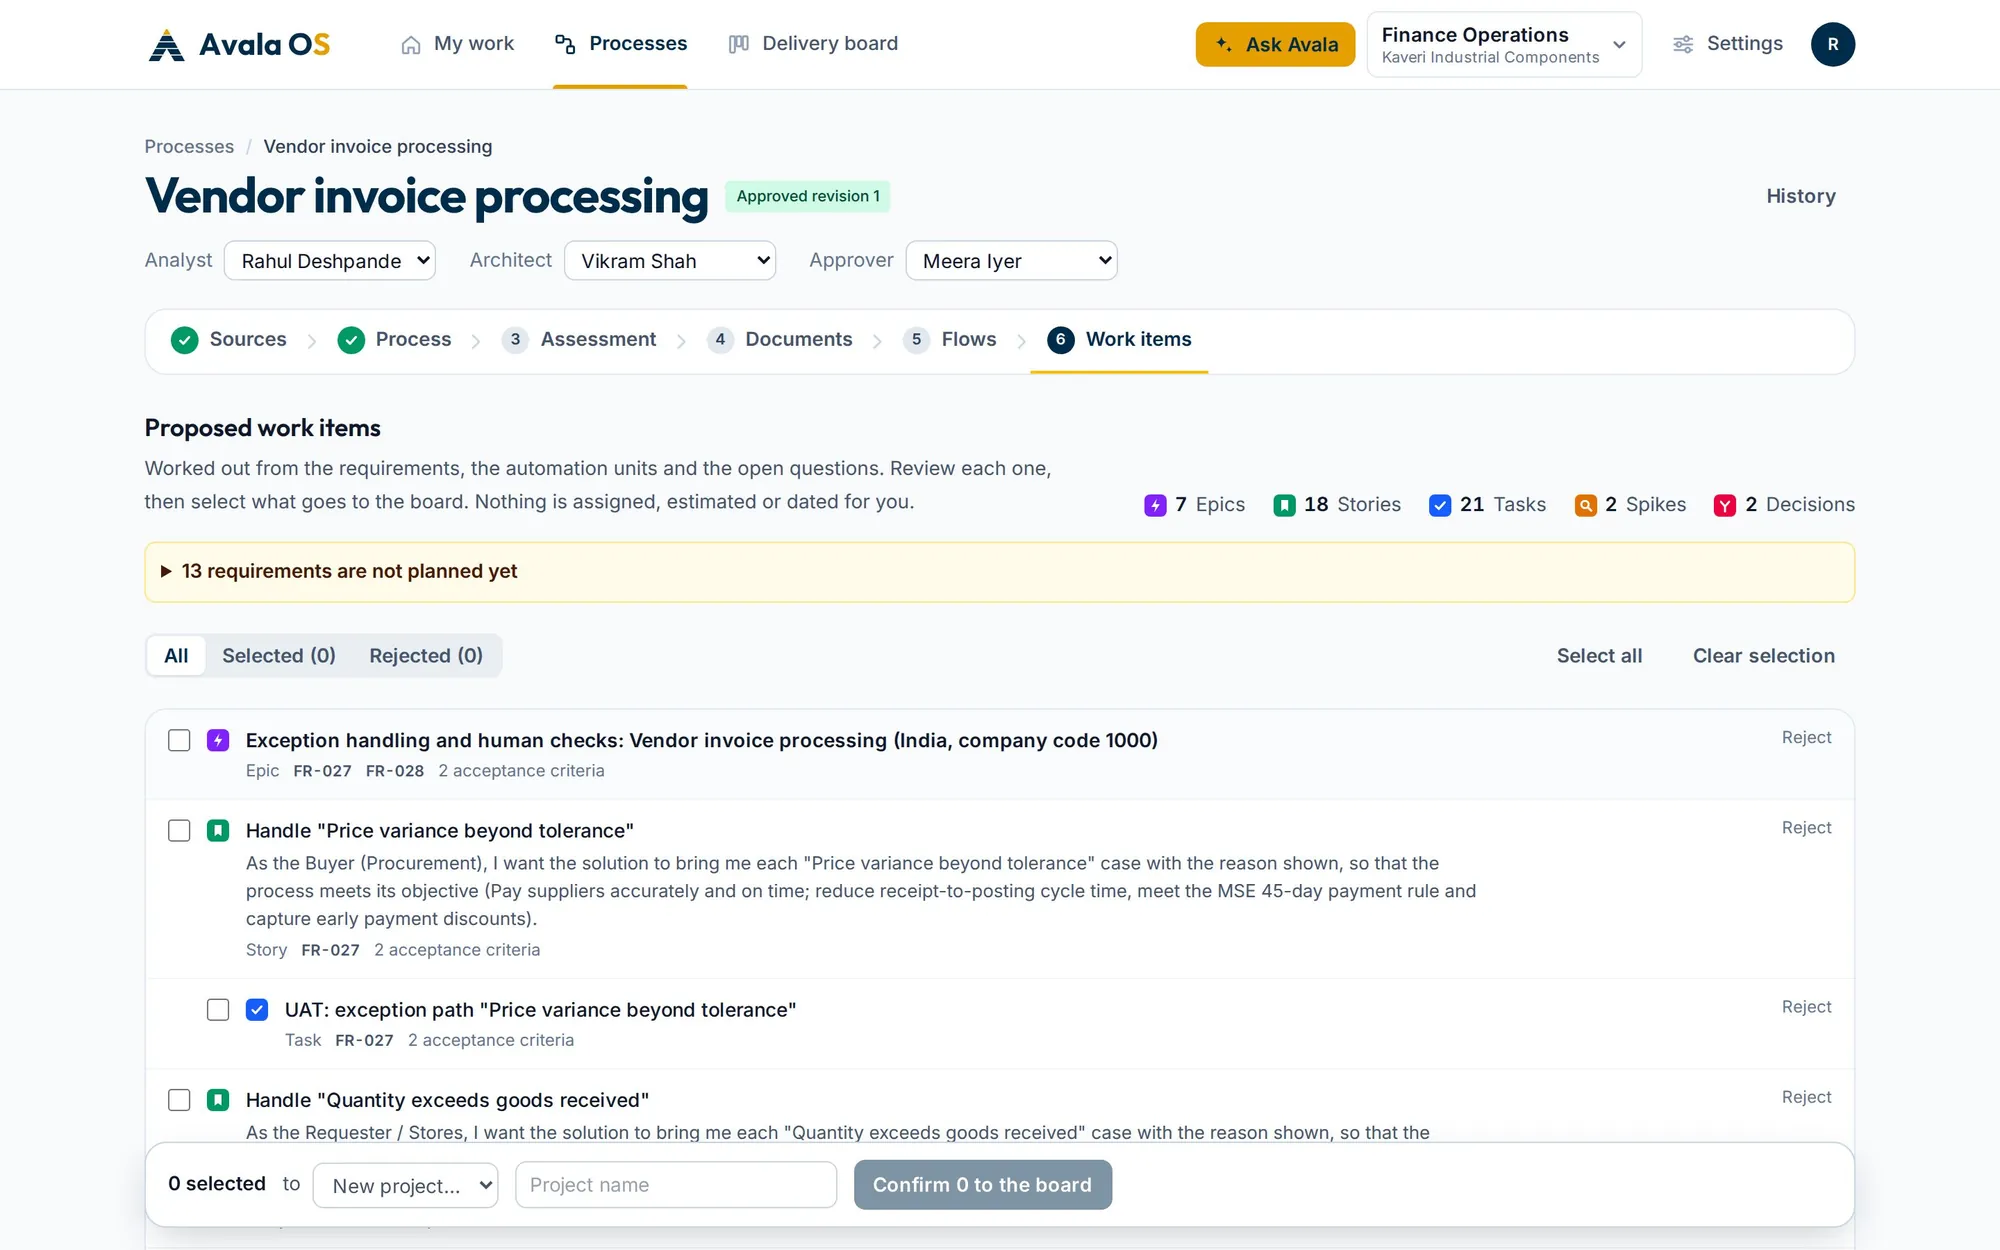 Avala OS
My work
Processes
Delivery board
Ask Avala
Finance Operations
Kaveri Industrial Components
Settings
R
Processes / Vendor invoice processing
Vendor invoice processing
Approved revision 1
History
Analyst
Rahul Deshpande
Architect
Vikram Shah
Approver
Meera Iyer
Sources
Process
3 Assessment
4 Documents
5 Flows
6 Work items
Proposed work items
Worked out from the requirements, the automation units and the open questions. Review each one,
then select what goes to the board. Nothing is assigned, estimated or dated for you.
7 Epics
18 Stories
21 Tasks
2 Spikes
2 Decisions
13 requirements are not planned yet
All
Selected (0)
Rejected (0)
Select all
Clear selection
Exception handling and human checks: Vendor invoice processing (India, company code 1000)
Reject
Epic FR-027 FR-028 2 acceptance criteria
Handle "Price variance beyond tolerance"
Reject
As the Buyer (Procurement), I want the solution to bring me each "Price variance beyond tolerance" case with the reason shown, so that the
process meets its objective (Pay suppliers accurately and on time; reduce receipt-to-posting cycle time, meet the MSE 45-day payment rule and
capture early payment discounts).
Story FR-027 2 acceptance criteria
UAT: exception path "Price variance beyond tolerance"
Reject
Task FR-027 2 acceptance criteria
Handle "Quantity exceeds goods received"
Reject
As the Requester / Stores, I want the solution to bring me each "Quantity exceeds goods received" case with the reason shown, so that the
0 selected to
New project...
Project name
Confirm 0 to the board